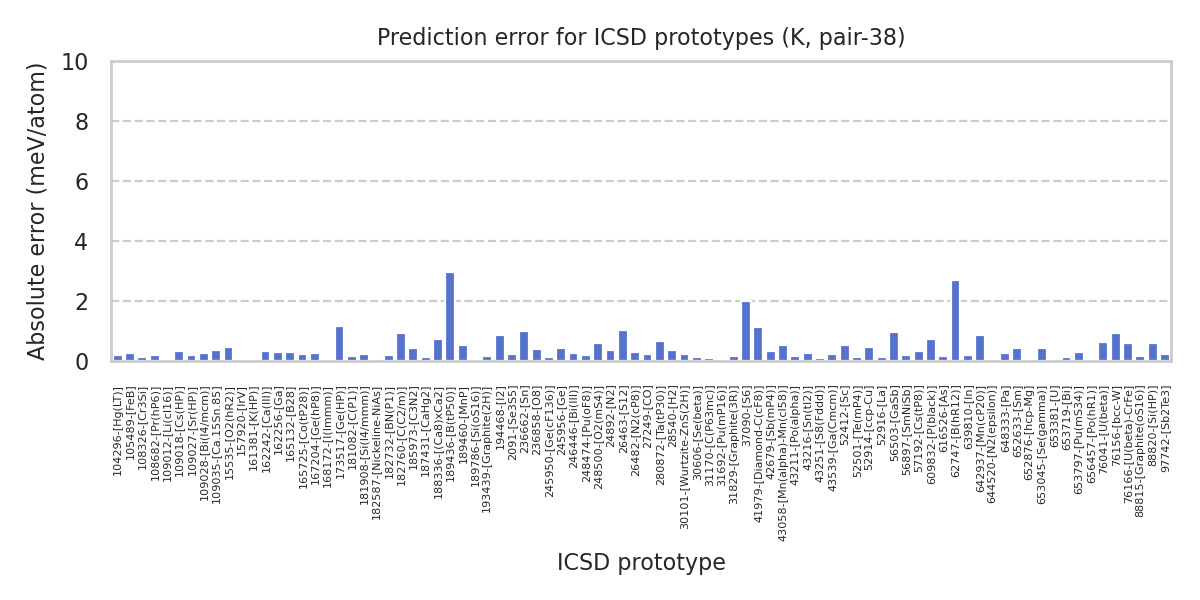 Prediction error for ICSD prototypes (K, pair-38)
Absolute error (meV/atom)
10
8
6
4
2
0
104296-[Hg(LT)]
105489-[FeB]
108326-[Cr3Si]
108682-[Pr(hP6)]
109012-[Li(cI16)]
109018-[Cs(HP)]
109027-[Sr(HP)]
109028-[Bi(I4/mcm)]
109035-[Ca.15Sn.85]
15535-[O2(hR2)]
157920-[IrV]
161381-[K(HP)]
162242-[Ca(III)]
162256-[Ga]
165132-[B28]
165725-[Co(tP28)]
167204-[Ge(hP8)]
168172-[I(Immm)]
173517-[Ge(HP)]
181082-[C(P1)]
181908-[Si(I4/mmm)]
182587-[Nickeline-NiAs]
182732-[BN(P1)]
182760-[C(C2/m)]
185973-[C3N2]
187431-[CaHg2]
188336-[(Ca8)xCa2]
189436-[B(tP50)]
189460-[MnP]
189786-[Si(oS16)]
193439-[Graphite(2H)]
194468-[I2]
2091-[Se3S5]
236662-[Sn]
236858-[O8]
245950-[Ge(cF136)]
245956-[Ge]
246446-[Bi(III)]
248474-[Pu(oF8)]
248500-[O2(mS4)]
24892-[N2]
26463-[S12]
26482-[N2(cP8)]
27249-[CO]
280872-[Ta(tP30)]
28540-[H2]
30101-[Wurtzite-ZnS(2H)]
30606-[Se(beta)]
31170-[C(P63mc)]
31692-[Pu(mP16)]
31829-[Graphite(3R)]
37090-[S6]
41979-[Diamond-C(cF8)]
42679-[Sb(mP4)]
43058-[Mn(alpha)-Mn(cI58)]
43211-[Po(alpha)]
43216-[Sn(tI2)]
43251-[S8(Fddd)]
43539-[Ga(Cmcm)]
52412-[Sc]
52501-[Te(mP4)]
52914-[fcc-Cu]
52916-[La]
56503-[GaSb]
56897-[SmNiSb]
57192-[Cs(tP8)]
609832-[P(black)]
616526-[As]
62747-[B(hR12)]
639810-[In]
642937-[Mn(cP20)]
644520-[N2(epsilon)]
648333-[Pa]
652633-[Sm]
652876-[hcp-Mg]
653045-[Se(gamma)]
653381-[U]
653719-[Bi]
653797-[Pu(mS34)]
656457-[Po(hR1)]
76041-[U(beta)]
76156-[bcc-W]
76166-[U(beta)-CrFe]
88815-[Graphite(oS16)]
88820-[Si(HP)]
97742-[Sb2Te3]
ICSD prototype